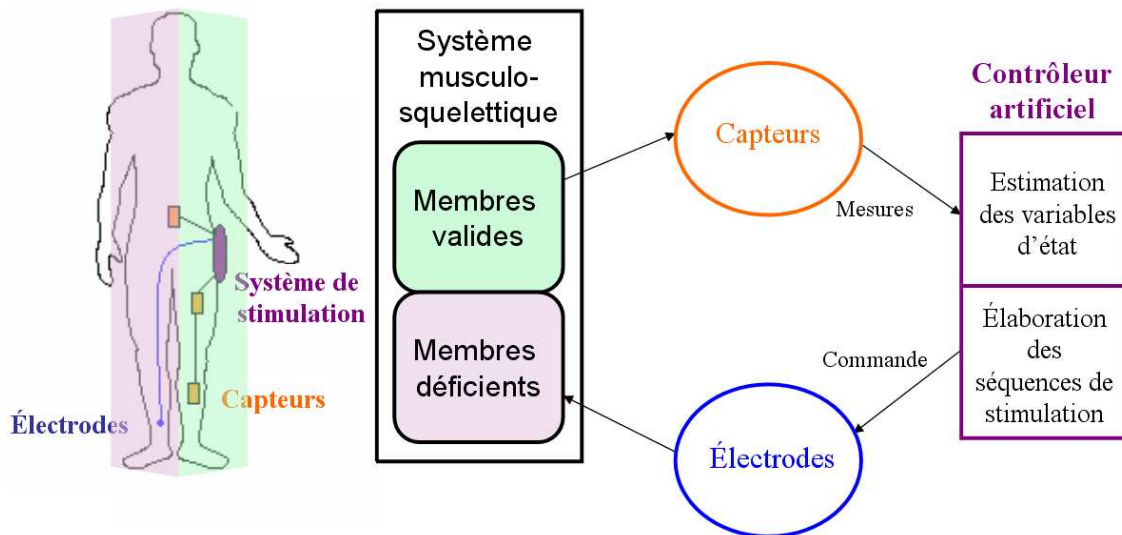 Système de
stimulation
Capteurs
Électrodes
Système
musculo-
squelettique
Membres
valides
Membres
déficients
Capteurs
Mesures
Contrôleur
artificiel
Estimation
des variables
d'état
Élaboration
des
séquences de
stimulation
Commande
Électrodes